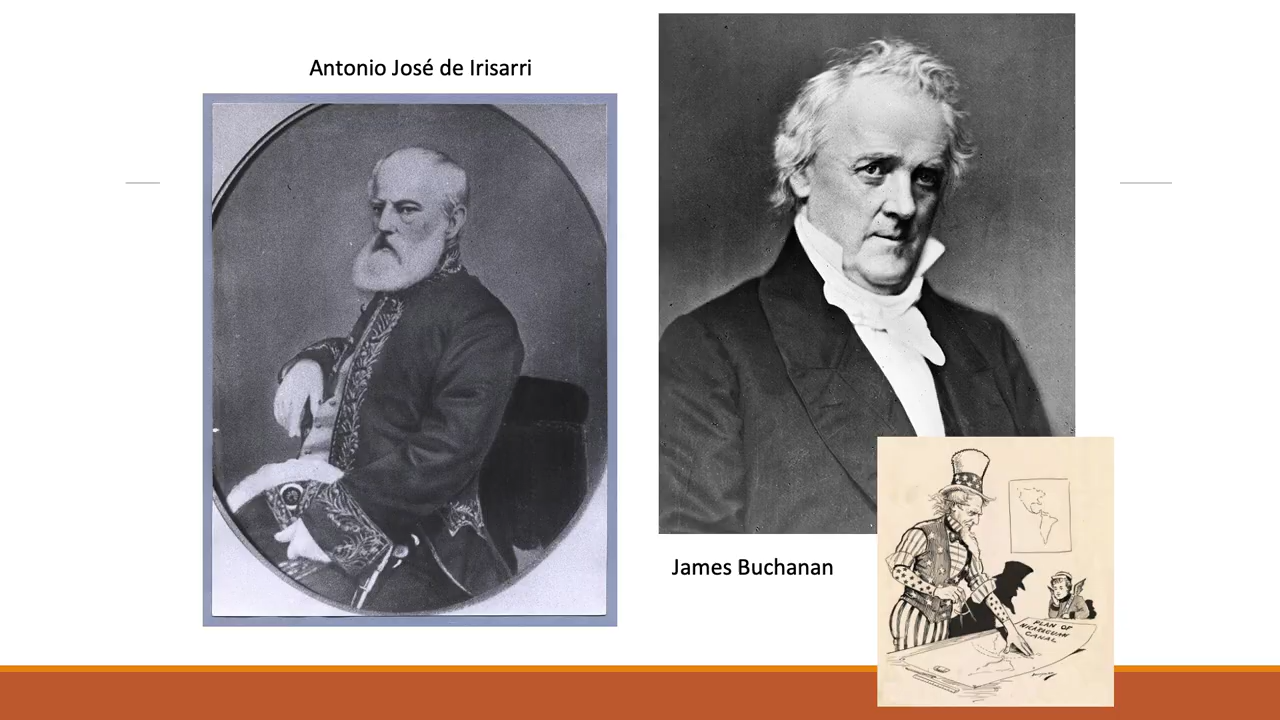 Antonio José de Irisarri
James Buchanan
PLAN OF
NICARAGUAN
CANAL